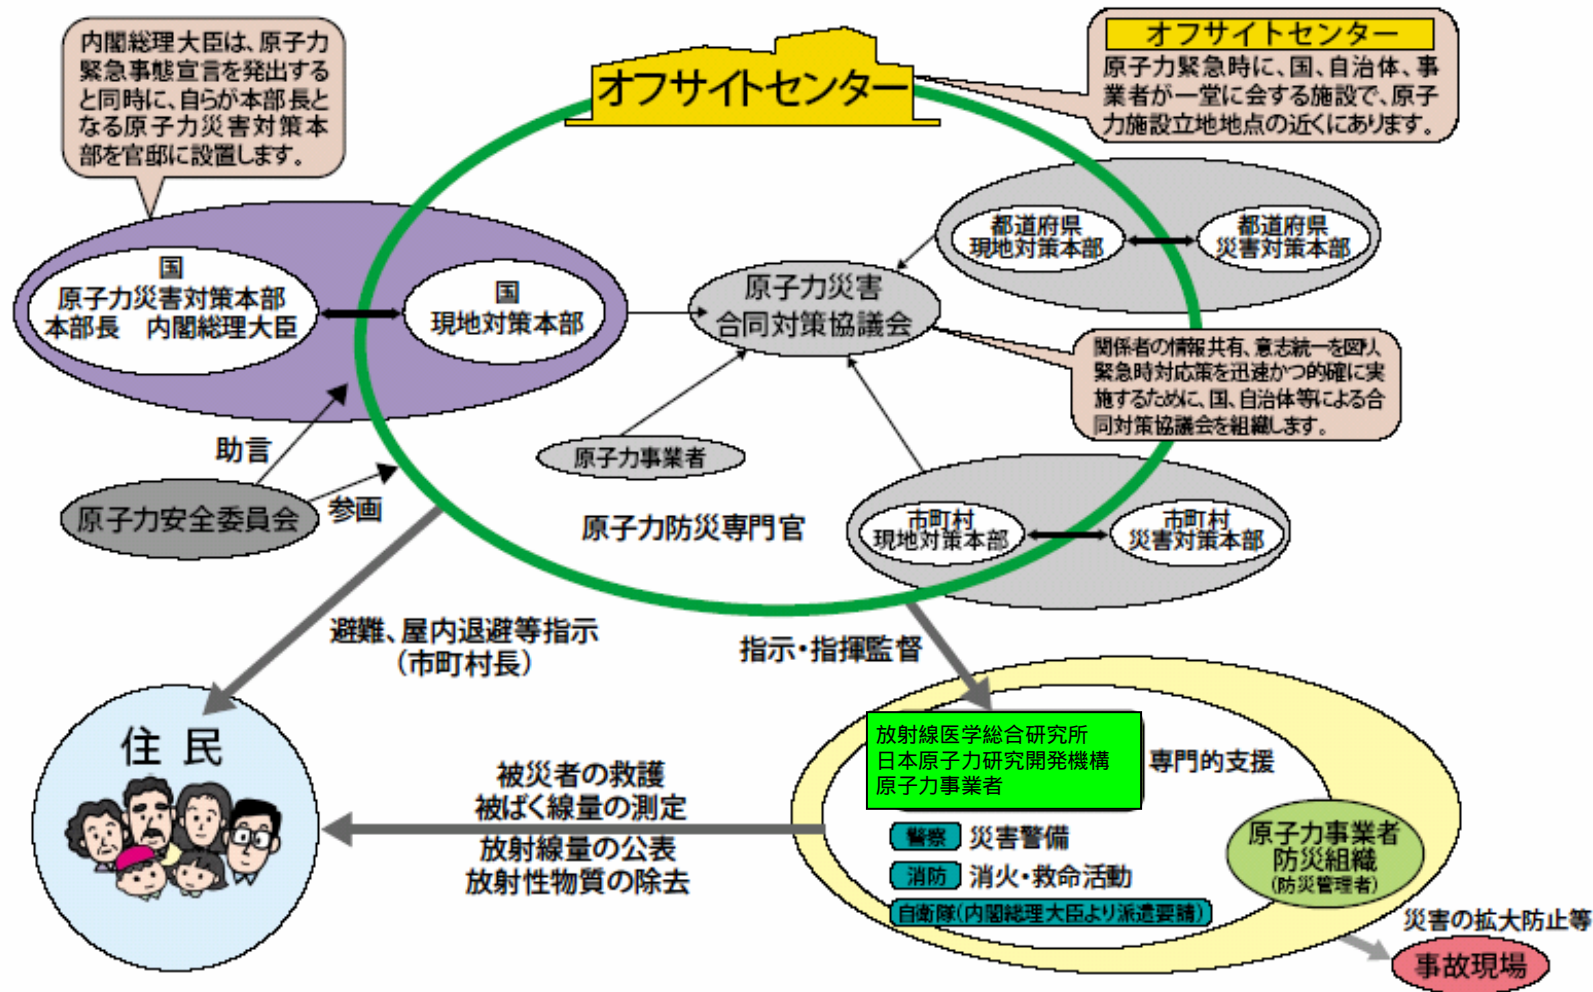 内閣総理大臣は、原子力
緊急事態宣言を発出する
と同時に、自らが本部長と
なる原子力災害対策本
部を官邸に設置します。
オフサイトセンター
オフサイトセンター
原子力緊急時に、国、自治体、事
業者が一堂に会する施設で、原子
力施設立地地点の近くにあります。
都道府県
現地対策本部
都道府県
災害対策本部
国
原子力災害対策本部
本部長 内閣総理大臣
国
現地対策本部
原子力災害
合同対策協議会
関係者の情報共有、意志統一を図り、
緊急時対応策を迅速かつ的確に実
施するために、国、自治体等による合
同対策協議会を組織します。
助言
原子力事業者
原子力安全委員会
参画
原子力防災専門官
市町村
現地対策本部
市町村
災害対策本部
避難、屋内退避等指示
(市町村長)
指示・指揮監督
住民
被災者の救護
被ばく線量の測定
放射線量の公表
放射性物質の除去
放射線医学総合研究所
日本原子力研究開発機構
原子力事業者
専門的支援
警察 災害警備
消防 消火・救命活動
自衛隊(内閣総理大臣より派遣要請)
原子力事業者
防災組織
(防災管理者)
災害の拡大防止等
事故現場